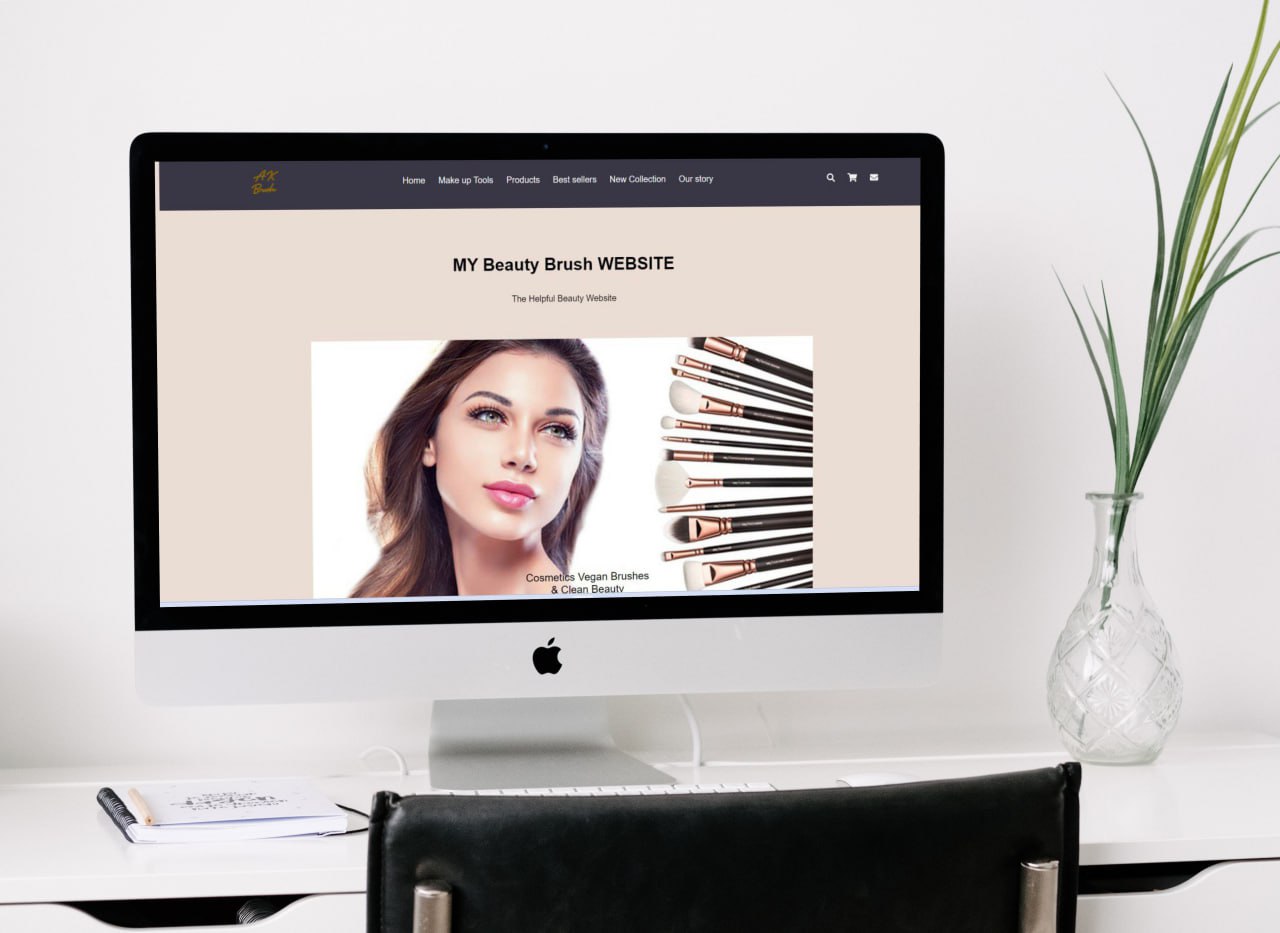 AK
Brush
Home Make up Tools Products Best sellers New Collection Our story
MY Beauty Brush WEBSITE
The Helpful Beauty Website
Cosmetics Vegan Brushes
& Clean Beauty